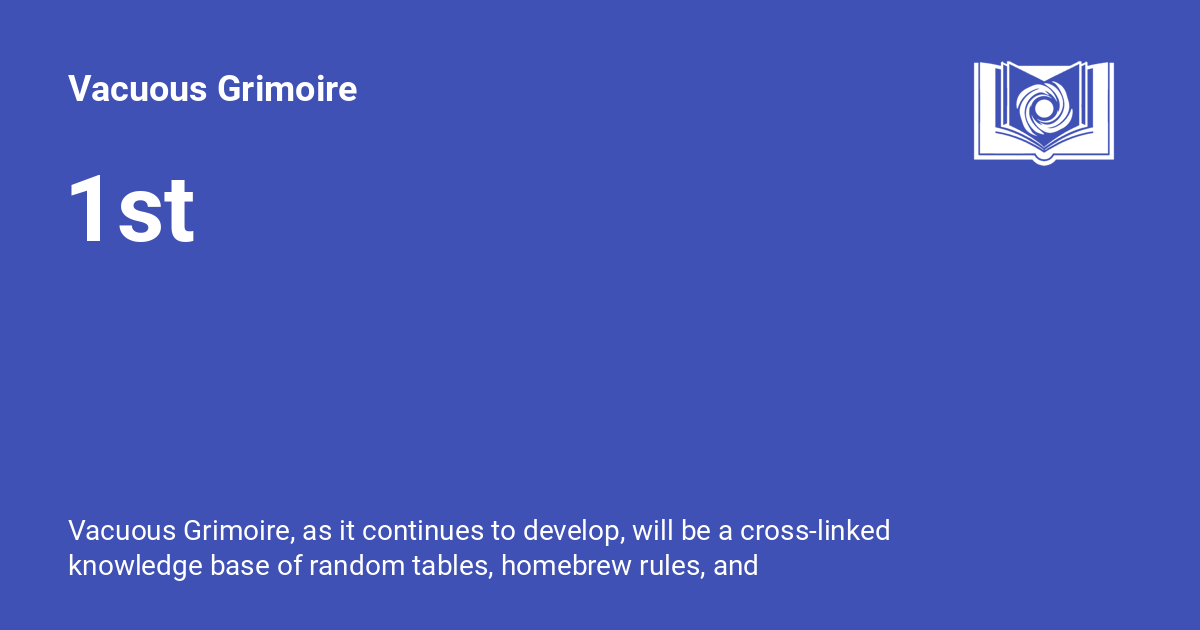 Vacuous Grimoire
1st
Vacuous Grimoire, as it continues to develop, will be a cross-linked
knowledge base of random tables, homebrew rules, and